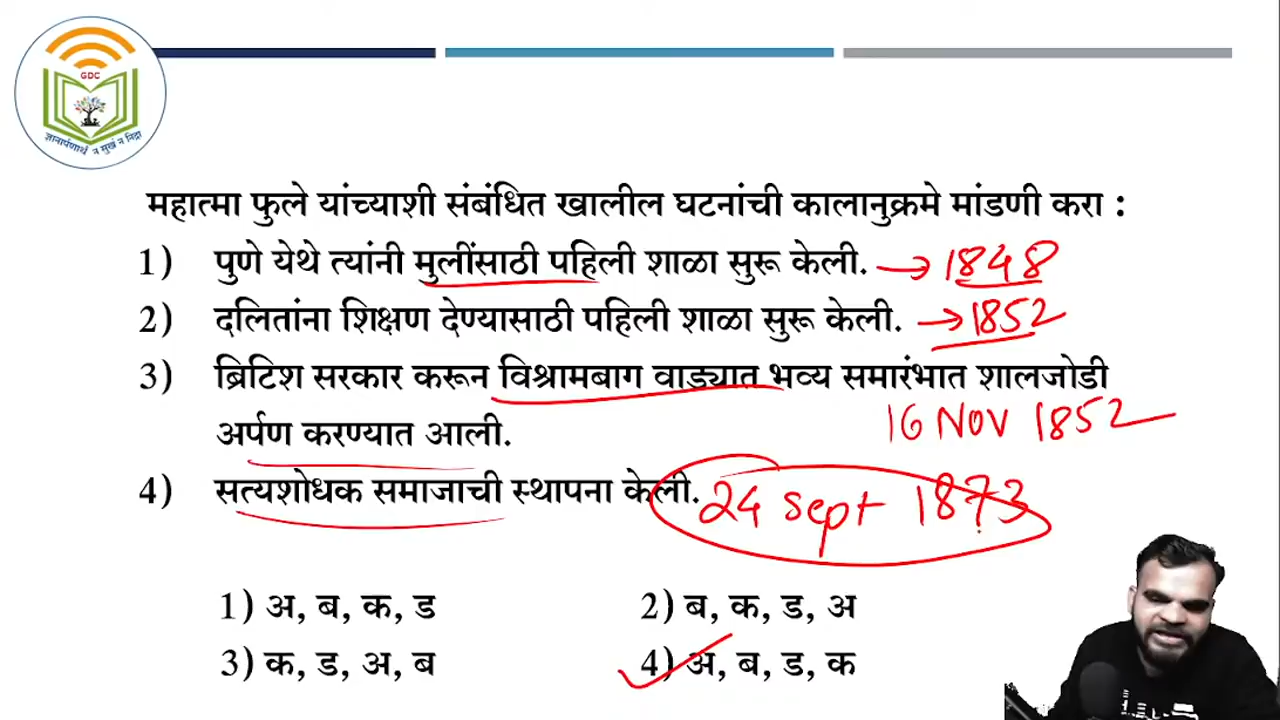 GDC
ज्ञानार्पणार्थं न सुखं न निद्रा
महात्मा फुले यांच्याशी संबंधित खालील घटनांची कालानुक्रमे मांडणी करा :
1) पुणे येथे त्यांनी मुलींसाठी पहिली शाळा सुरू केली. → 1848
2) दलितांना शिक्षण देण्यासाठी पहिली शाळा सुरू केली. → 1852
3) ब्रिटिश सरकार करून विश्रामबाग वाड्यात भव्य समारंभात शालजोडी
अर्पण करण्यात आली. 16 NOV 1852
4) सत्यशोधक समाजाची स्थापना केली. 24 sept 1873
1) अ, ब, क, ड 2) ब, क, ड, अ
3) क, ड, अ, ब 4) अ, ब, ड, क